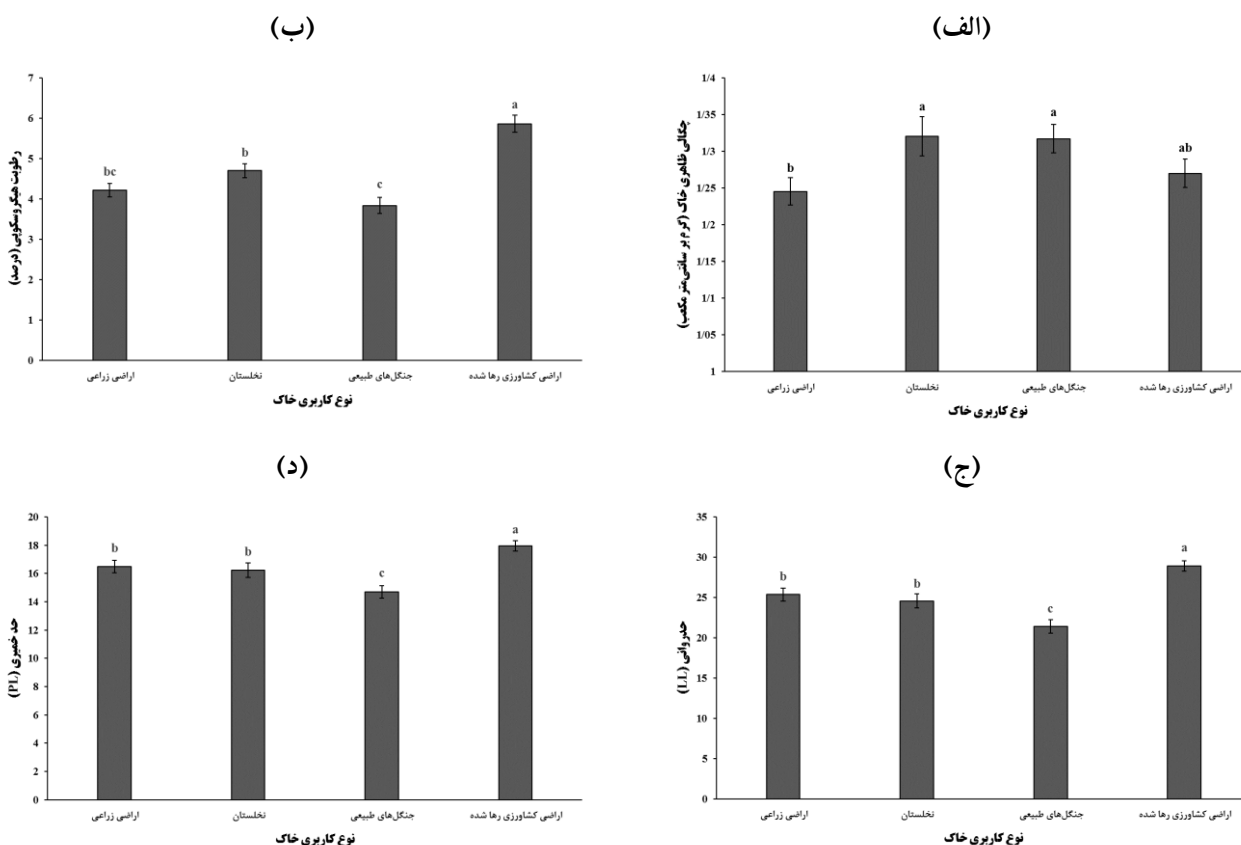 (الف)
چگالی ظاهری خاک (گرم بر سانتی‌متر مکعب)
1/4
1/35
1/3
1/25
1/2
1/15
1/1
1/05
1
b
a
a
ab
اراضی زراعی
نخلستان
جنگل‌های طبیعی
اراضی کشاورزی رها شده
نوع کاربری خاک
(ب)
رطوبت هیگروسکوپی (درصد)
7
6
5
4
3
2
1
0
bc
b
c
a
اراضی زراعی
نخلستان
جنگل‌های طبیعی
اراضی کشاورزی رها شده
نوع کاربری خاک
(ج)
حدروانی (LL)
35
30
25
20
15
10
5
0
b
b
c
a
اراضی زراعی
نخلستان
جنگل‌های طبیعی
اراضی کشاورزی رها شده
نوع کاربری خاک
(د)
حد خمیری (PL)
20
18
16
14
12
10
8
6
4
2
0
b
b
c
a
اراضی زراعی
نخلستان
جنگل‌های طبیعی
اراضی کشاورزی رها شده
نوع کاربری خاک